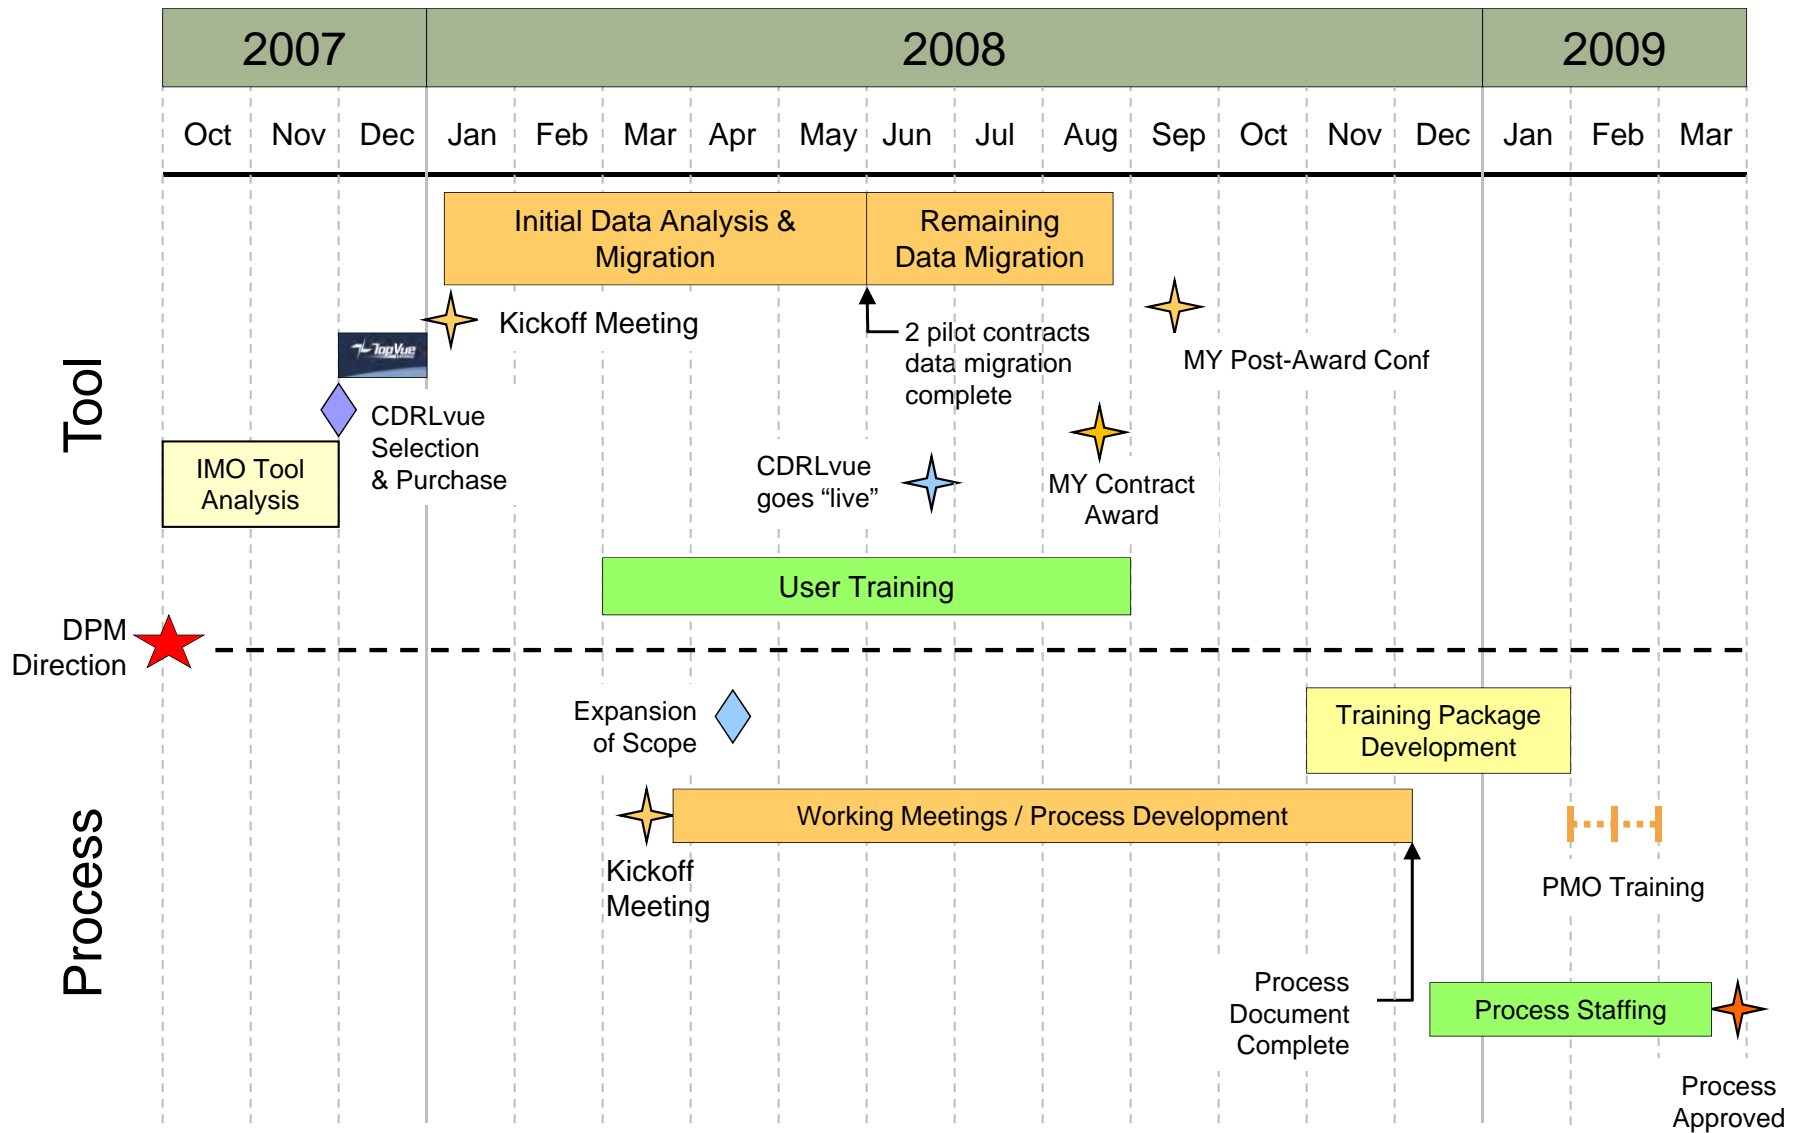 2007 2008 2009
Oct Nov Dec Jan Feb Mar Apr May Jun Jul Aug Sep Oct Nov Dec Jan Feb Mar
Tool
Initial Data Analysis &
Migration
Remaining
Data Migration
Kickoff Meeting
2 pilot contracts
data migration
complete
MY Post-Award Conf
TopVue
CDRLvue
Selection
& Purchase
IMO Tool
Analysis
CDRLvue
goes “live”
MY Contract
Award
User Training
DPM
Direction
Process
Expansion
of Scope
Training Package
Development
Working Meetings / Process Development
Kickoff
Meeting
PMO Training
Process
Document
Complete
Process Staffing
Process
Approved